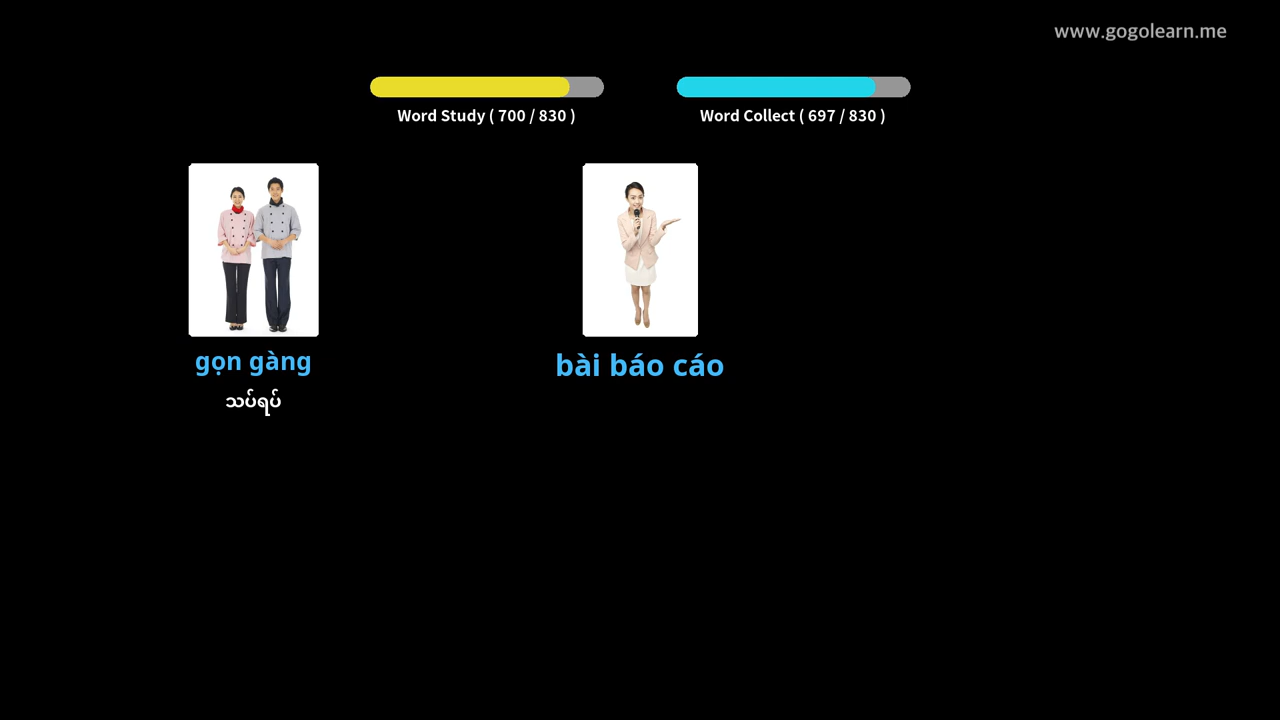 www.gogolearn.me
Word Study ( 700 / 830 )
Word Collect ( 697 / 830 )
gọn gàng
သပ်ရပ်
bài báo cáo